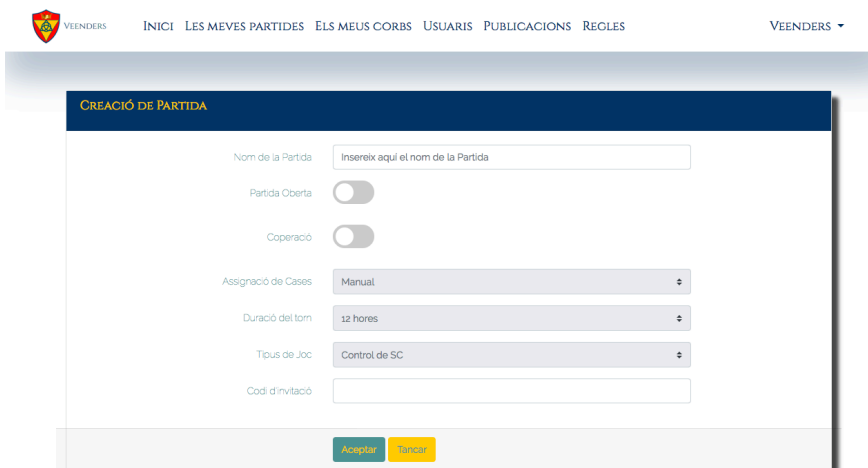 VEENDERS
INICI LES MEVES PARTIDES ELS MEUS CORBS USUARIS PUBLICACIONS REGLES
VEENDERS
CREACIÓ DE PARTIDA
Nom de la Partida
Insereix aquí el nom de la Partida
Partida Oberta
Coperació
Assignació de Cases
Manual
Duració del torn
12 hores
Tipus de Joc
Control de SC
Codi d'invitació
Aceptar Tancar